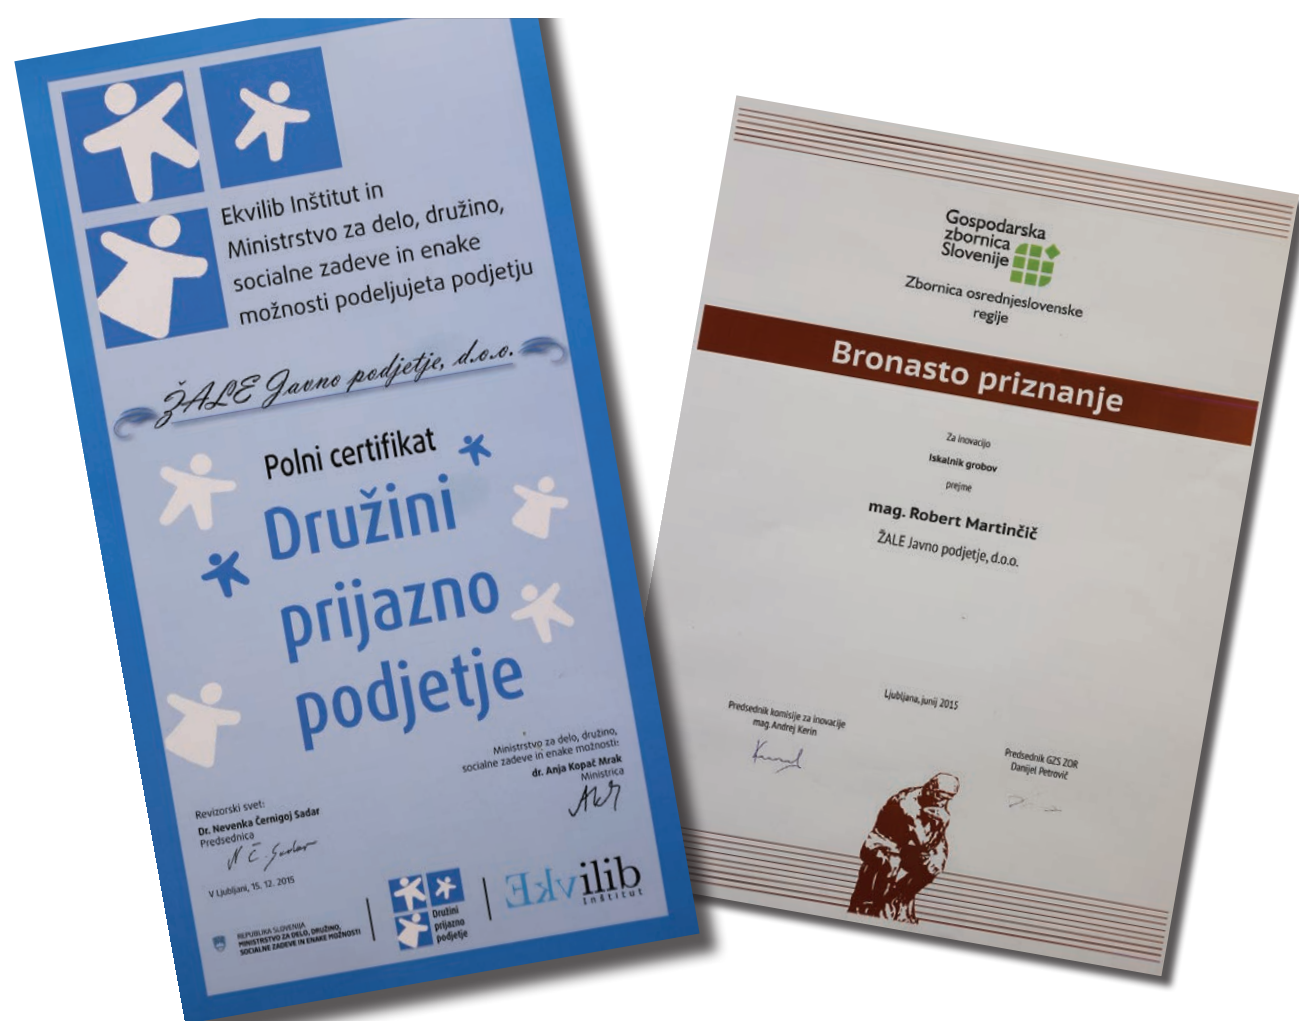 Ekvilib Inštitut in
Ministrstvo za delo, družino,
socialne zadeve in enake
možnosti podeljujeta podjetju
ŽALE Javno podjetje, d.o.o.
Polni certifikat
Družini
prijazno
podjetje
Ministrstvo za delo, družino,
socialne zadeve in enake možnosti:
dr. Anja Kopač Mrak
Ministrica
Revizorski svet:
Dr. Nevenka Černigoj Sadar
Predsednica
N Č. Sadar
V Ljubljani, 15. 12. 2015
REPUBLIKA SLOVENIJA
MINISTRSTVO ZA DELO, DRUŽINO,
SOCIALNE ZADEVE IN ENAKE MOŽNOSTI
Družini
prijazno
podjetje
Ekvilib
Inštitut
Gospodarska
zbornica
Slovenije
Zbornica osrednjeslovenske
regije
Bronasto priznanje
Za inovacijo
Iskalnik grobov
prejme
mag. Robert Martinčič
ŽALE Javno podjetje, d.o.o.
Ljubljana, junij 2015
Predsednik komisije za inovacije
mag. Andrej Kerin
Predsednik GZS ZOR
Danijel Petrovič